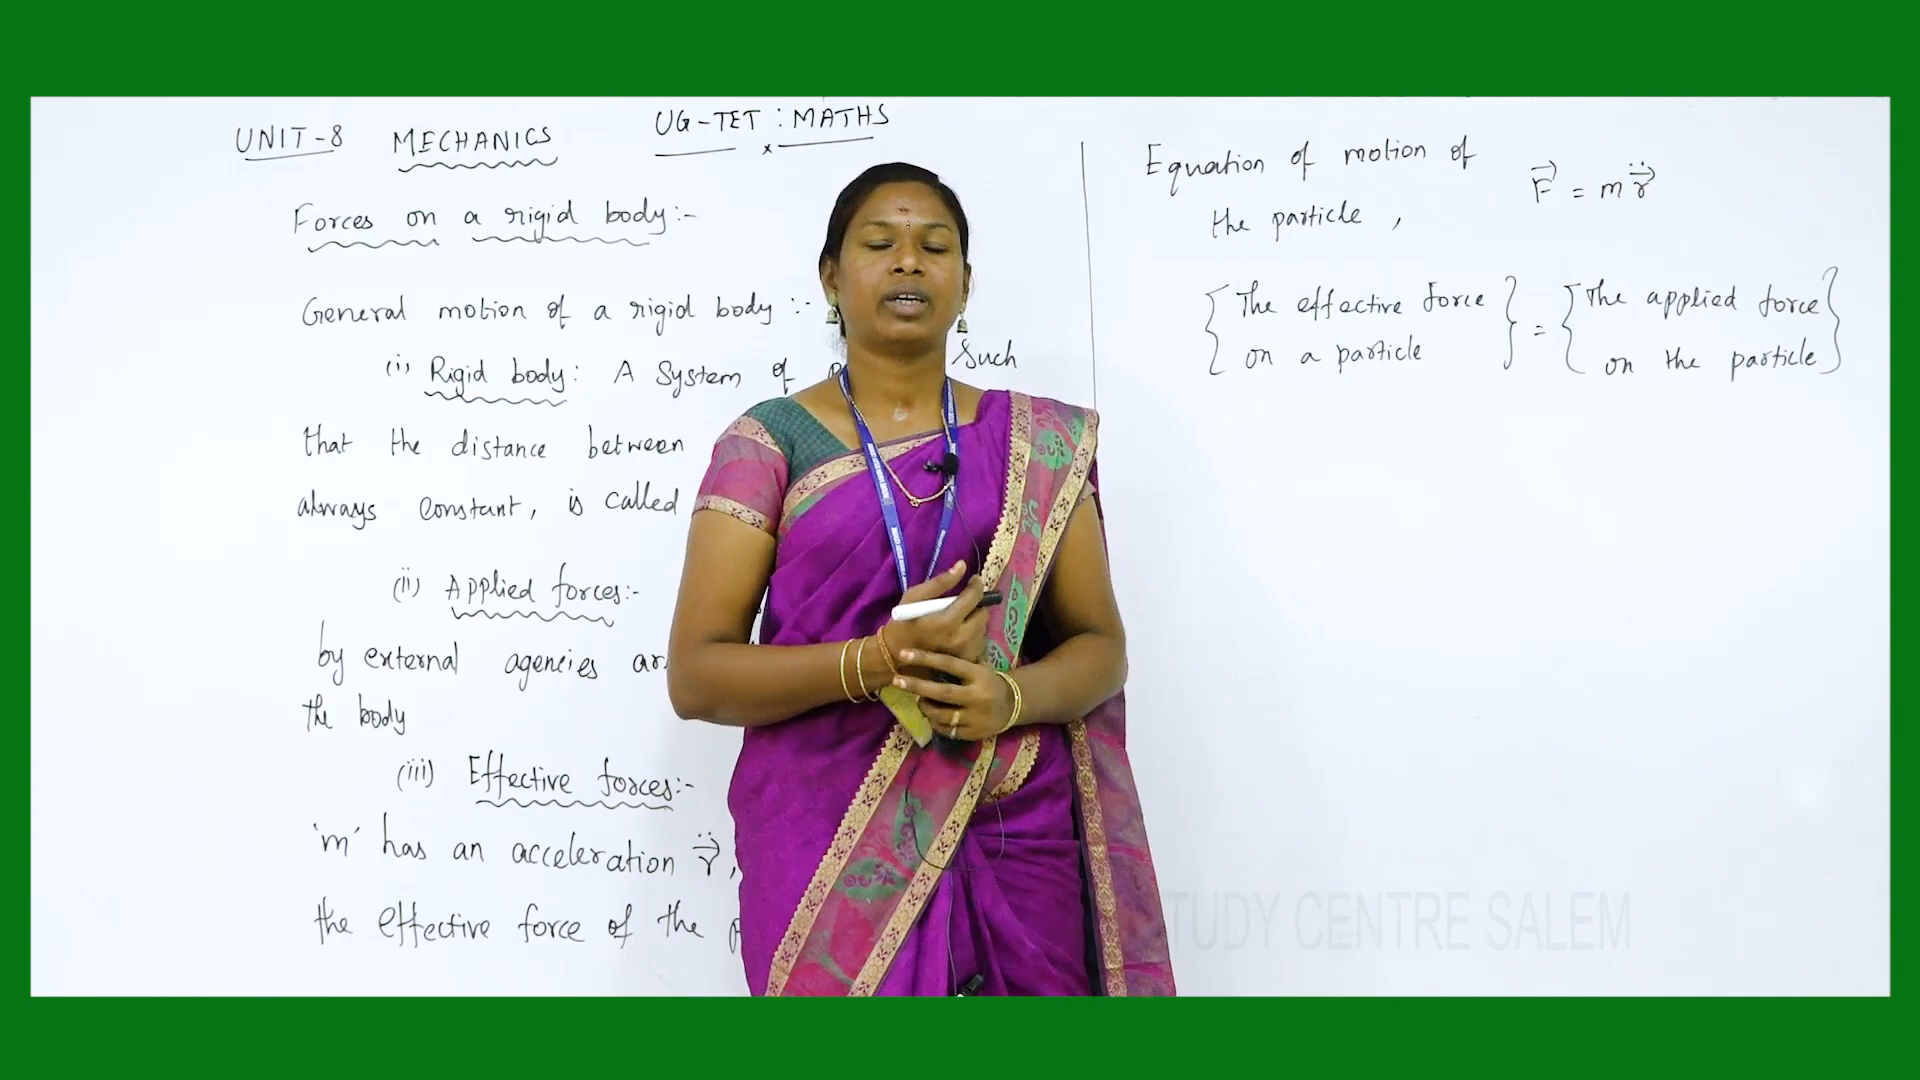 UNIT-8 MECHANICS UG-TET : MATHS
Forces on a rigid body:-
General motion of a rigid body :-
(i) Rigid body: A System of Such
that the distance between
always constant, is called
(ii) Applied forces:-
by external agencies
the body
(iii) Effective forces:-
'm' has an acceleration r⃗̈,
the effective force of the
Equation of motion of
the particle , F⃗ = m r⃗̈
{ The effective force } = { The applied force }
on a particle on the particle
TUDY CENTRE SALEM